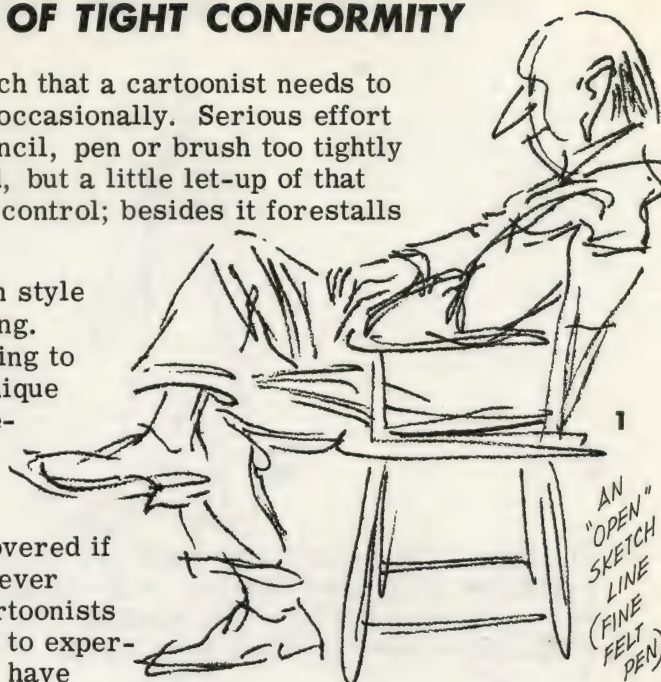 OF TIGHT CONFORMITY
ch that a cartoonist needs to
occasionally. Serious effort
ncil, pen or brush too tightly
, but a little let-up of that
control; besides it forestalls
n style
ng.
ing to
ique
e-
overed if
ever
rtoonists
to exper-
have
1
AN
"OPEN"
SKETCH
LINE
(FINE
FELT
PEN)